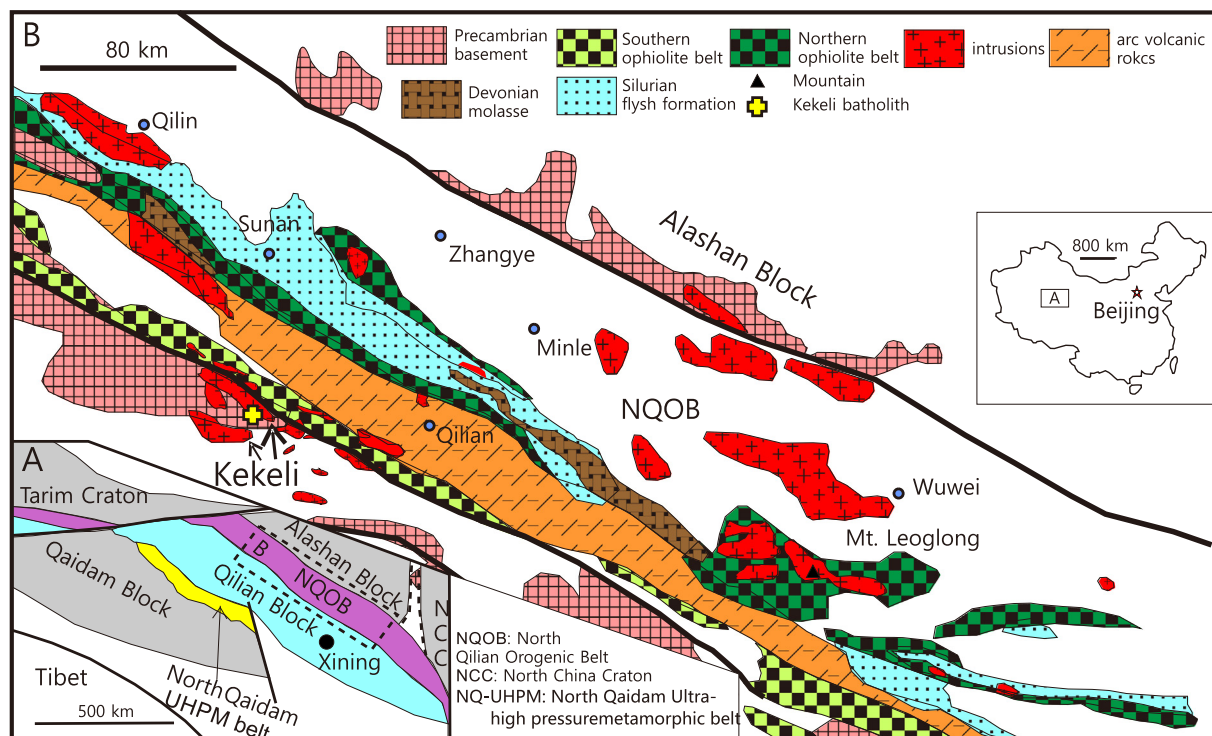 B
80 km
Precambrian
basement
Southern
ophiolite belt
Northern
ophiolite belt
intrusions
arc volcanic
rokcs
Devonian
molasse
Silurian
flysh formation
Mountain
Kekeli batholith
Qilin
Sunan
Zhangye
Alashan Block
Minle
800 km
A
Beijing
NQOB
Qilian
Kekeli
Wuwei
Mt. Leoglong
A
Tarim Craton
Alashan Block
B
NQOB
Qaidam Block
Qilian Block
N
C
C
Xining
North Qaidam
UHPM belt
Tibet
500 km
NQOB: North
Qilian Orogenic Belt
NCC: North China Craton
NQ-UHPM: North Qaidam Ultra-
high pressuremetamorphic belt